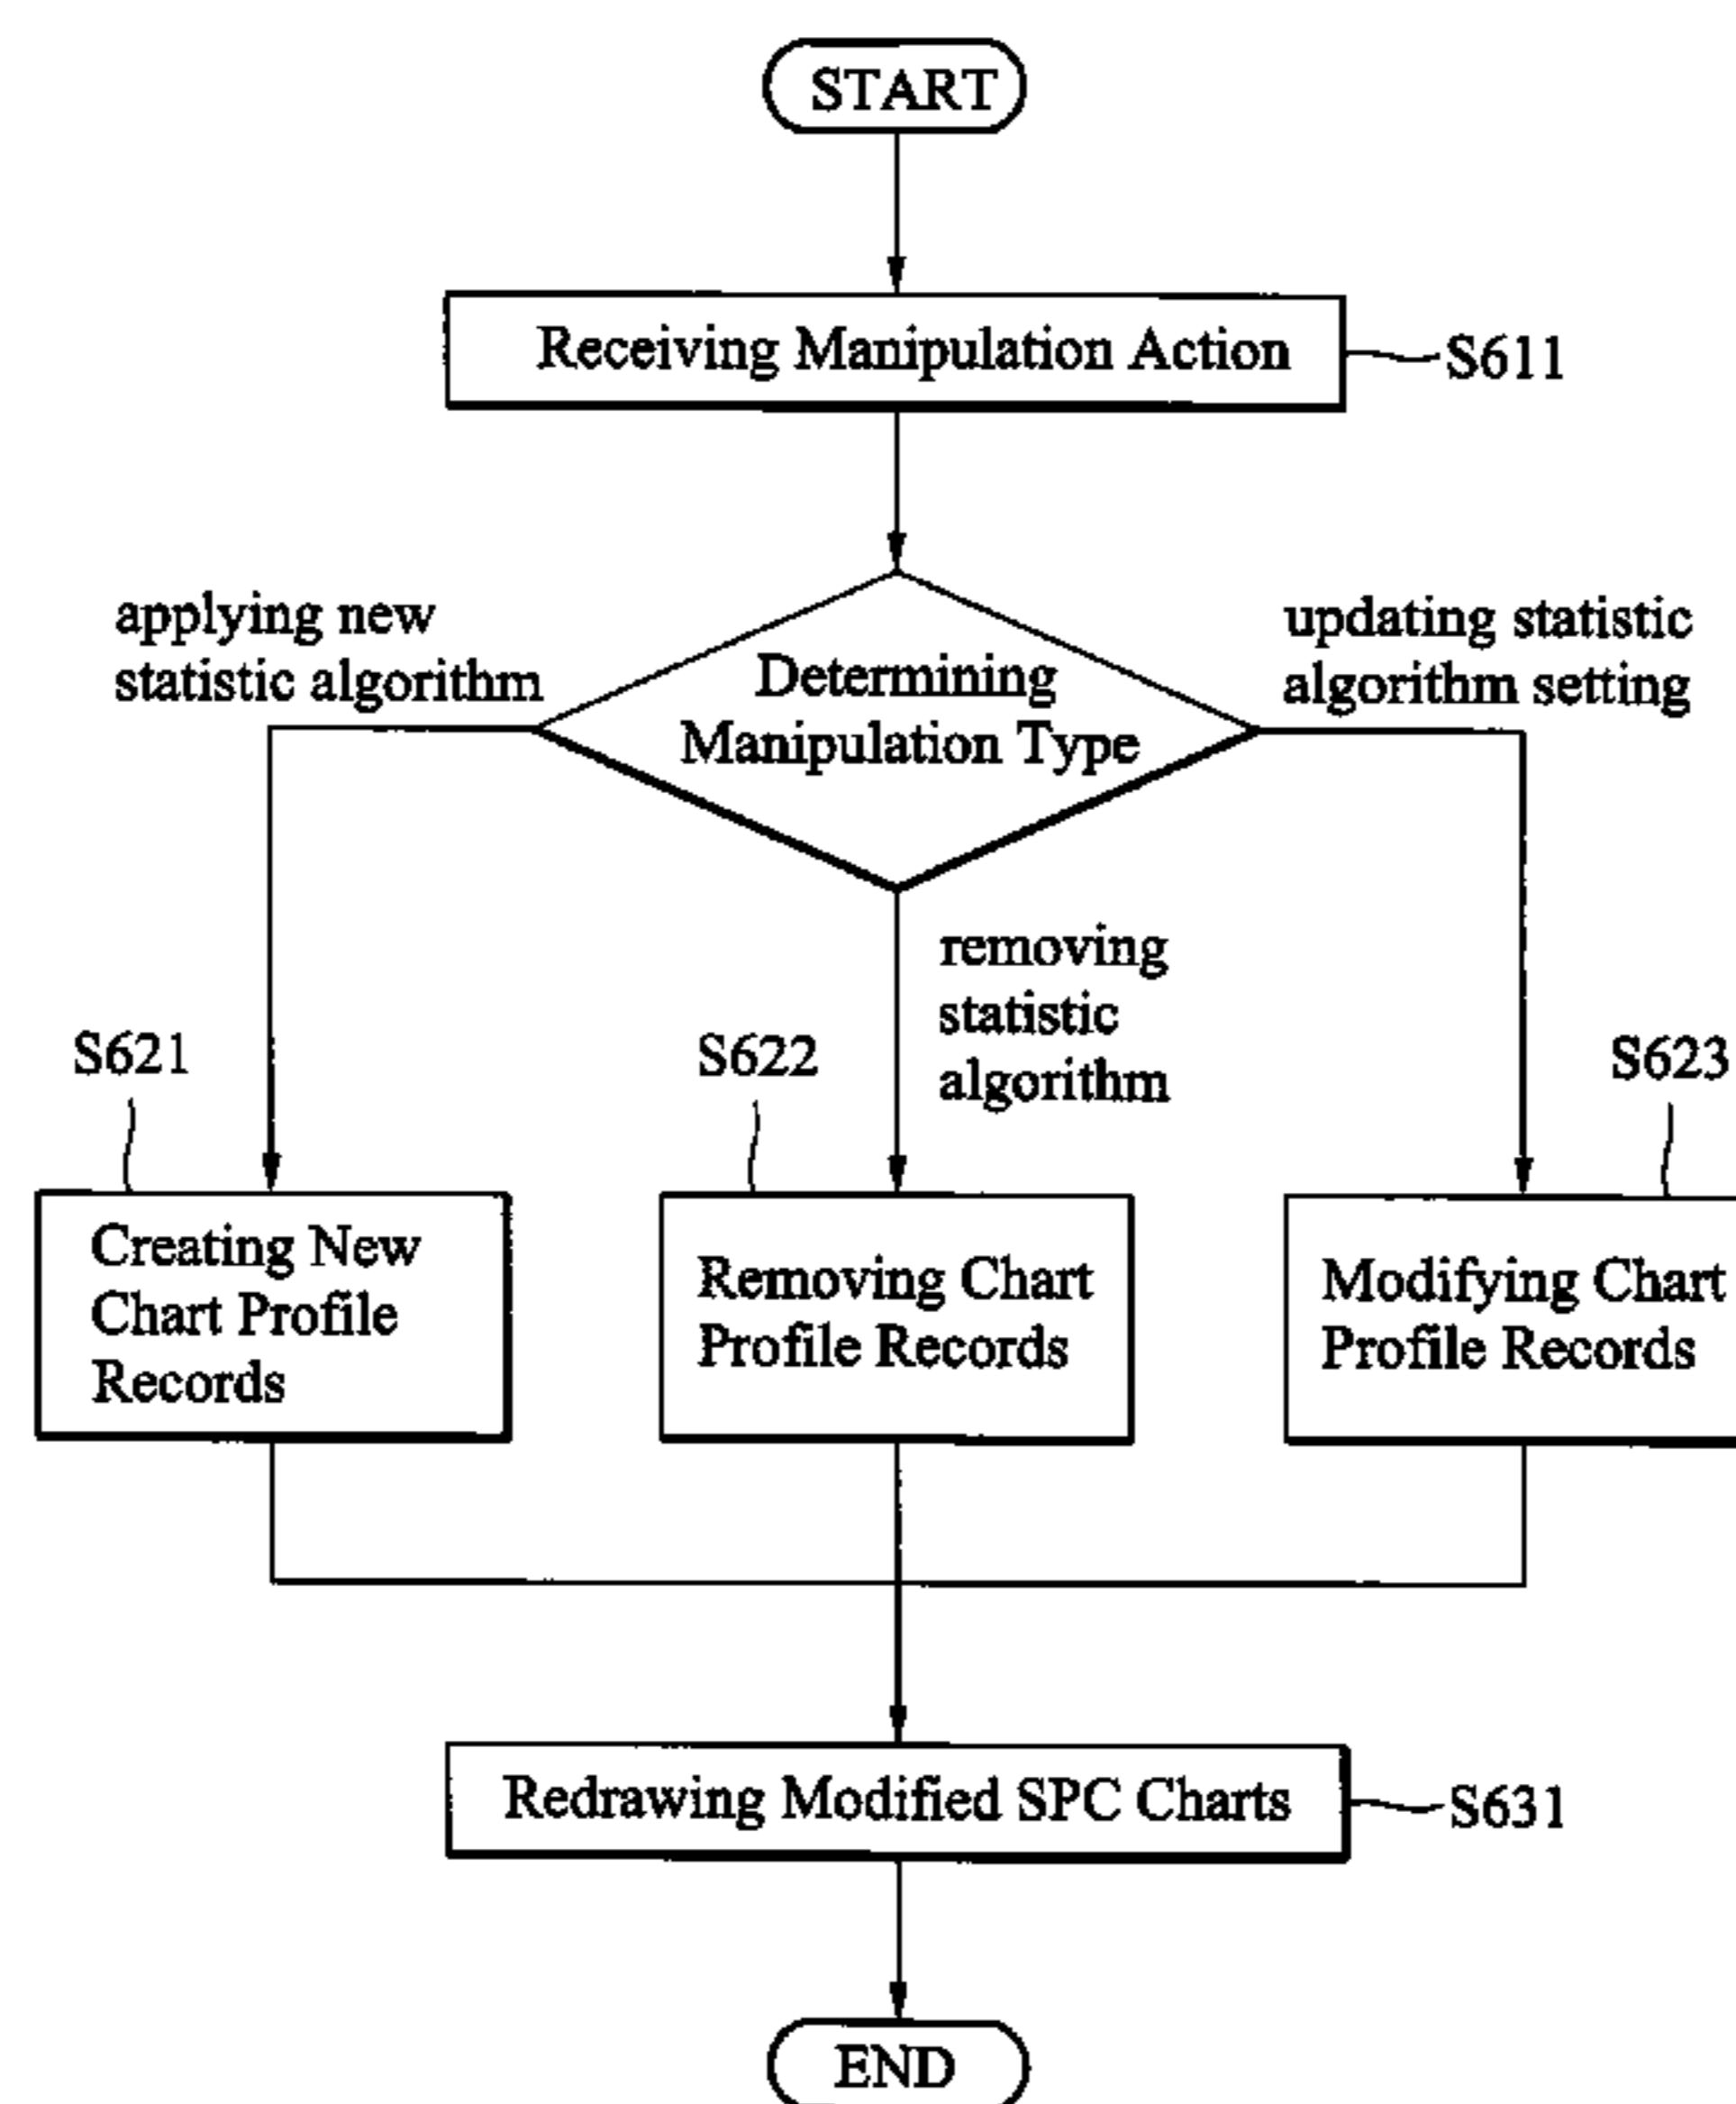 START
Receiving Manipulation Action
S611
applying new
statistic algorithm
Determining
Manipulation Type
updating statistic
algorithm setting
removing
statistic
algorithm
S621
S622
S623
Creating New
Chart Profile
Records
Removing Chart
Profile Records
Modifying Chart
Profile Records
Redrawing Modified SPC Charts
S631
END